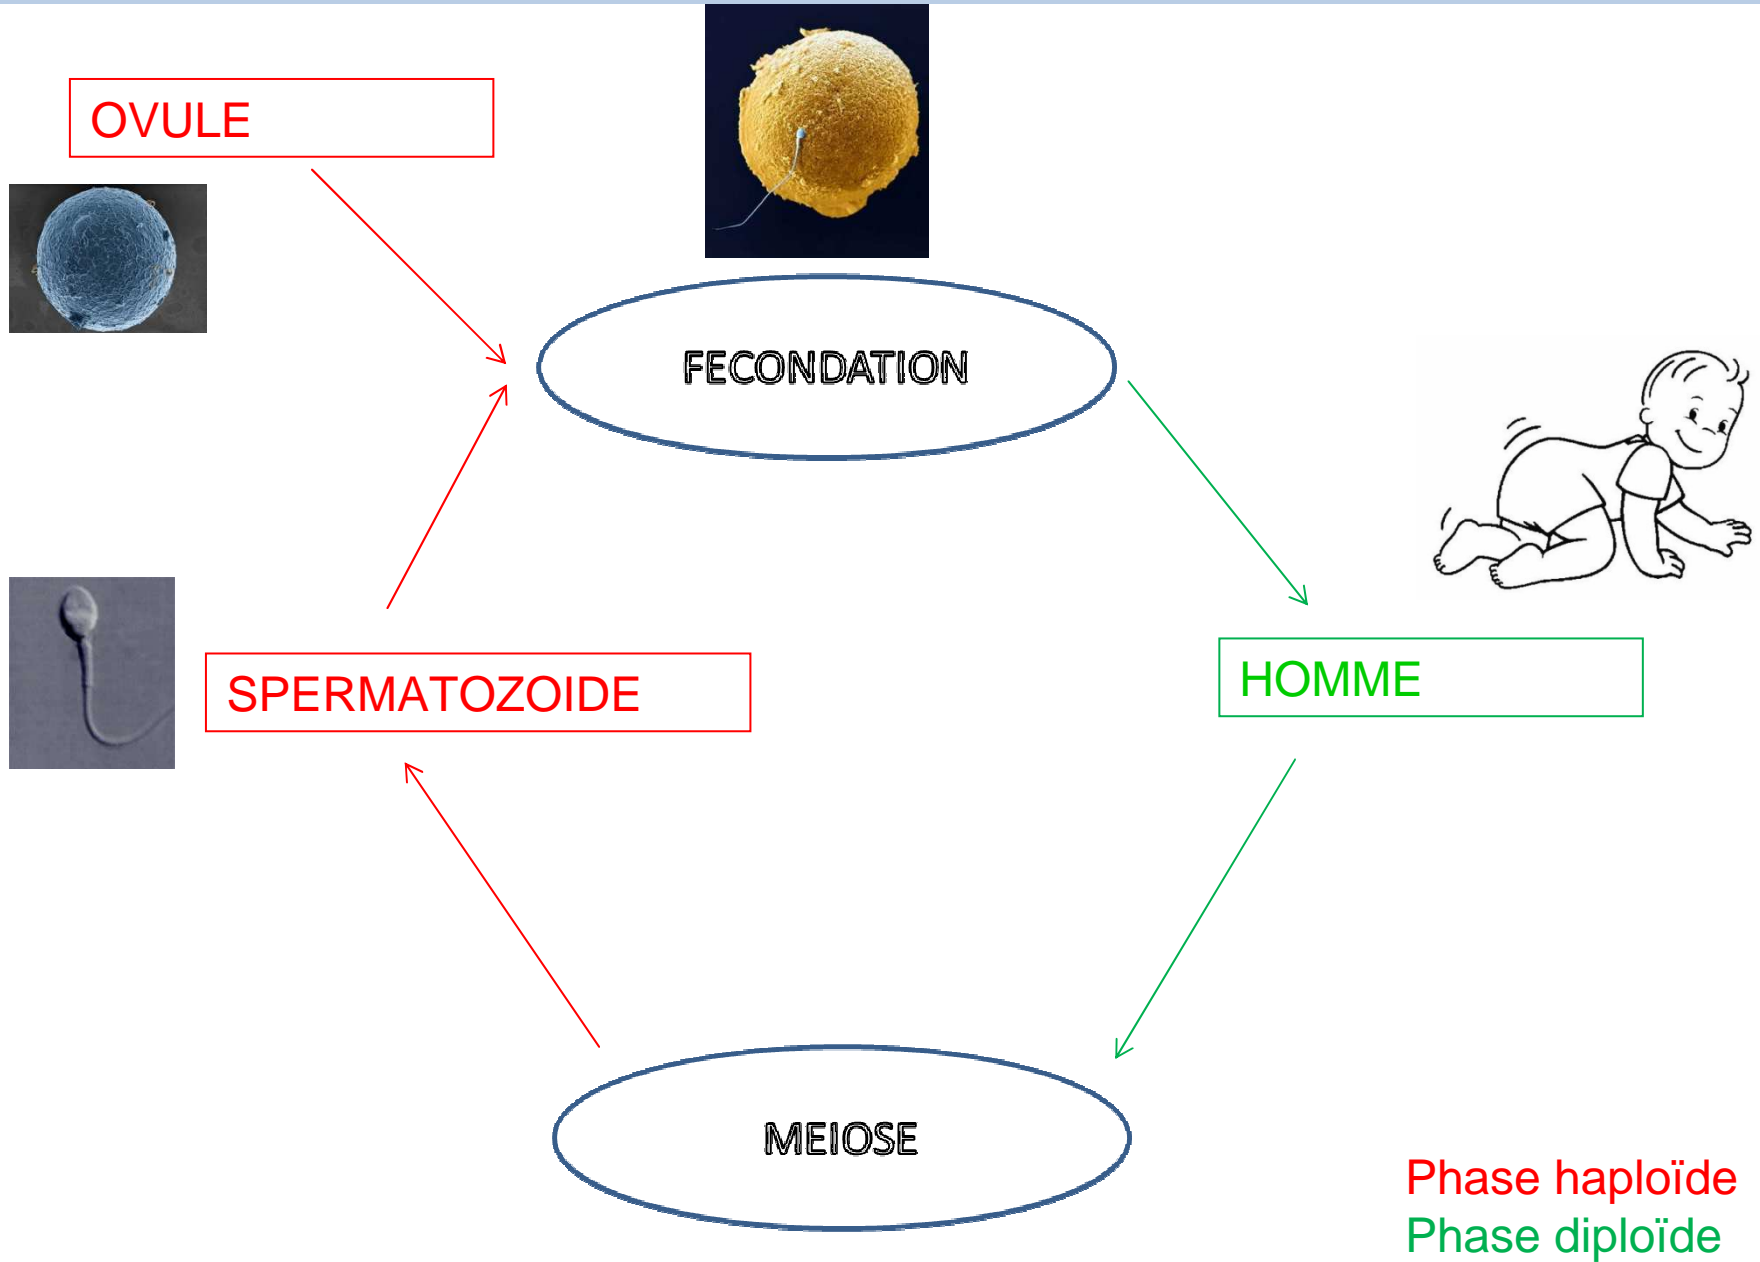 OVULE
FECONDATION
SPERMATOZOIDE
HOMME
MEIOSE
Phase haploïde
Phase diploïde